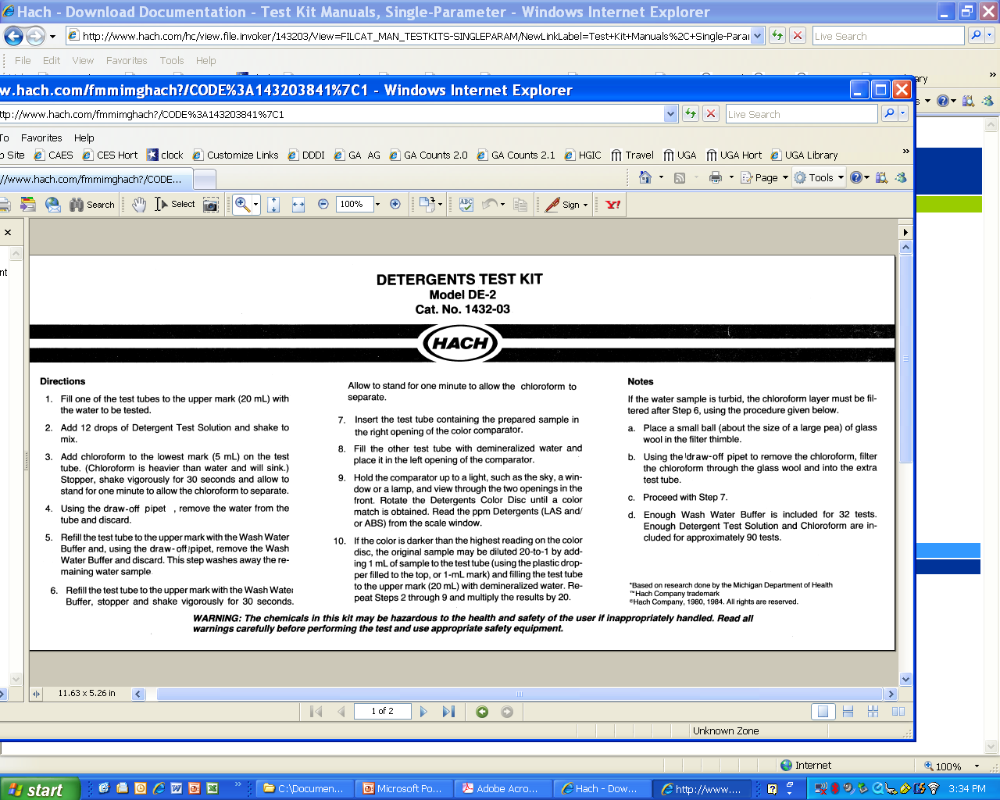 Hach - Download Documentation - Test Kit Manuals, Single-Parameter - Windows Internet Explorer
http://www.hach.com/hc/view.file.invoker/143203/View=FILCAT_MAN_TESTKITS-SINGLEPARAM/NewLinkLabel=Test+Kit+Manuals%2C+Single-Para
Live Search
File Edit View Favorites Tools Help
w.hach.com/fmmimghach?/CODE%3A143203841%7C1 - Windows Internet Explorer
ttp://www.hach.com/fmmimghach?/CODE%3A143203841%7C1
Live Search
To Favorites Help
o Site CAES CES Hort clock Customize Links DDDI GA AG GA Counts 2.0 GA Counts 2.1 HGIC Travel UGA UGA Hort UGA Library
//www.hach.com/fmmimghach?/CODE...
Page Tools
Search Select 100% Sign Y!
nt
DETERGENTS TEST KIT
Model DE-2
Cat. No. 1432-03
HACH
Directions
1. Fill one of the test tubes to the upper mark (20 mL) with
the water to be tested.
2. Add 12 drops of Detergent Test Solution and shake to
mix.
3. Add chloroform to the lowest mark (5 mL) on the test
tube. (Chloroform is heavier than water and will sink.)
Stopper, shake vigorously for 30 seconds and allow to
stand for one minute to allow the chloroform to separate.
4. Using the draw-off pipet , remove the water from the
tube and discard.
5. Refill the test tube to the upper mark with the Wash Water
Buffer and, using the draw-off pipet, remove the Wash
Water Buffer and discard. This step washes away the re-
maining water sample
6. Refill the test tube to the upper mark with the Wash Water
Buffer, stopper and shake vigorously for 30 seconds.
Allow to stand for one minute to allow the chloroform to
separate.
7. Insert the test tube containing the prepared sample in
the right opening of the color comparator.
8. Fill the other test tube with demineralized water and
place it in the left opening of the comparator.
9. Hold the comparator up to a light, such as the sky, a win-
dow or a lamp, and view through the two openings in the
front. Rotate the Detergents Color Disc until a color
match is obtained. Read the ppm Detergents (LAS and/
or ABS) from the scale window.
10. If the color is darker than the highest reading on the color
disc, the original sample may be diluted 20-to-1 by add-
ing 1 mL of sample to the test tube (using the plastic drop-
per filled to the top, or 1-mL mark) and filling the test tube
to the upper mark (20 mL) with demineralized water. Re-
peat Steps 2 through 9 and multiply the results by 20.
Notes
If the water sample is turbid, the chloroform layer must be fil-
tered after Step 6, using the procedure given below.
a. Place a small ball (about the size of a large pea) of glass
wool in the filter thimble.
b. Using the draw-off pipet to remove the chloroform, filter
the chloroform through the glass wool and into the extra
test tube.
c. Proceed with Step 7.
d. Enough Wash Water Buffer is included for 32 tests.
Enough Detergent Test Solution and Chloroform are in-
cluded for approximately 90 tests.
*Based on research done by the Michigan Department of Health
™Hach Company trademark
©Hach Company, 1980, 1984. All rights are reserved.
WARNING: The chemicals in this kit may be hazardous to the health and safety of the user if inappropriately handled. Read all
warnings carefully before performing the test and use appropriate safety equipment.
11.63 x 5.26 in
1 of 2
Unknown Zone
Internet 100%
start C:\Documen... Microsoft Po... Adobe Acro... Hach - Dow... http://www.... 3:34 PM